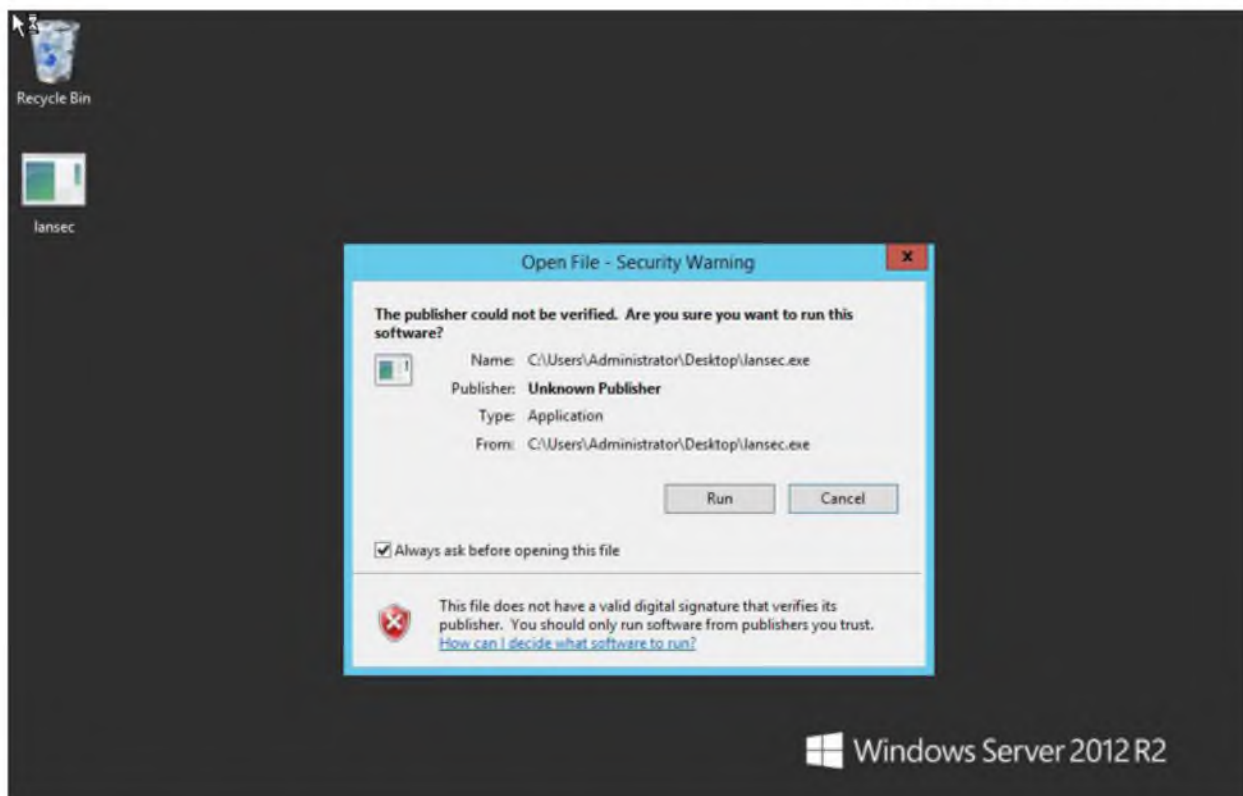 Recycle Bin
lansec
Open File - Security Warning
x
The publisher could not be verified. Are you sure you want to run this
software?
Name: C:\Users\Administrator\Desktop\lansec.exe
Publisher: Unknown Publisher
Type: Application
From: C:\Users\Administrator\Desktop\lansec.exe
Run Cancel
Always ask before opening this file
This file does not have a valid digital signature that verifies its
publisher. You should only run software from publishers you trust.
How can I decide what software to run?
Windows Server 2012 R2